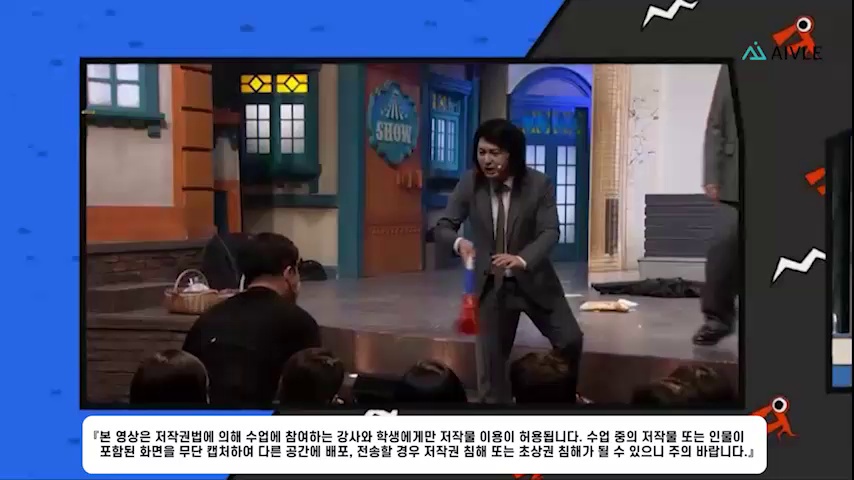 AIVLE
SHOW
『본 영상은 저작권법에 의해 수업에 참여하는 강사와 학생에게만 저작물 이용이 허용됩니다. 수업 중의 저작물 또는 인물이
포함된 화면을 무단 캡처하여 다른 공간에 배포, 전송할 경우 저작권 침해 또는 초상권 침해가 될 수 있으니 주의 바랍니다.』